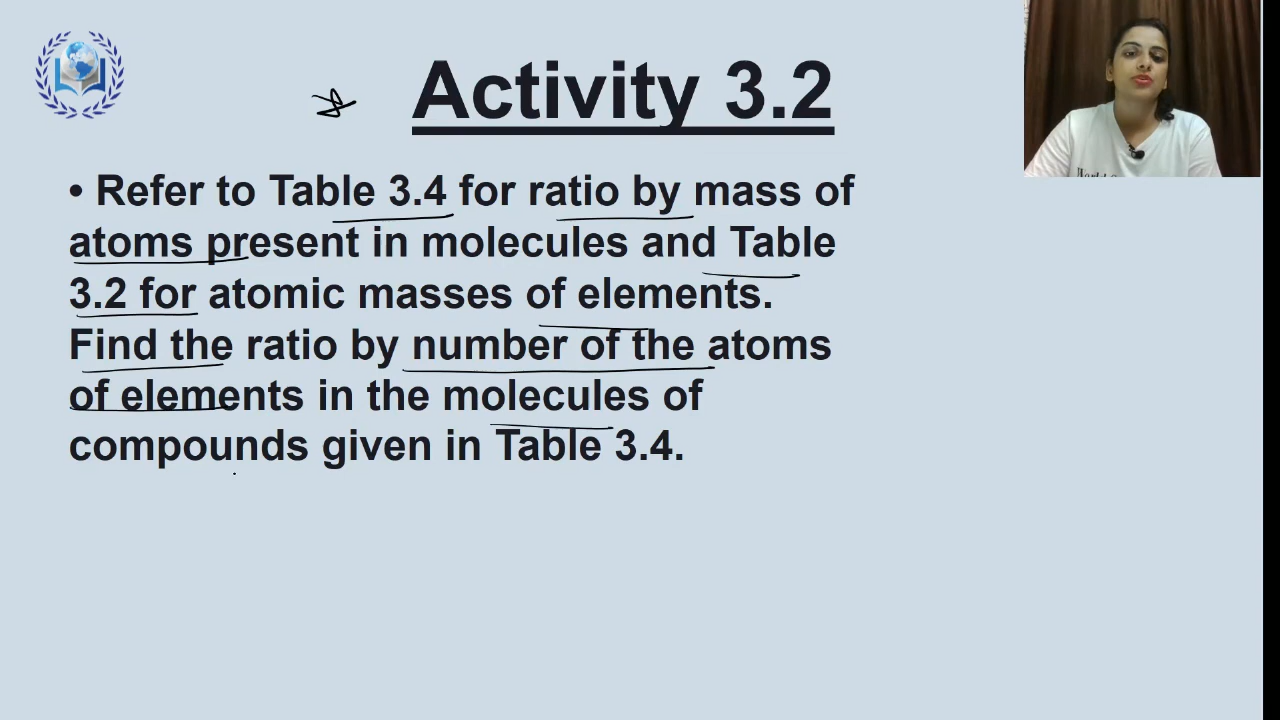 Activity 3.2
• Refer to Table 3.4 for ratio by mass of
atoms present in molecules and Table
3.2 for atomic masses of elements.
Find the ratio by number of the atoms
of elements in the molecules of
compounds given in Table 3.4.